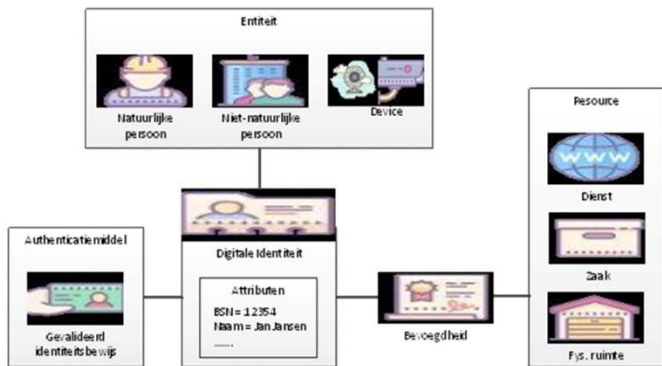 Entiteit
Natuurlijke
persoon
Niet-natuurlijke
persoon
Device
Resource
WWW
Dienst
Zaak
Fys. ruimte
Authenticatiemiddel
Gevalideerd
identiteitsbewijs
Digitale Identiteit
Attributen
BSN = 12354
Naam = Jan Jansen
.......
Bevoegdheid